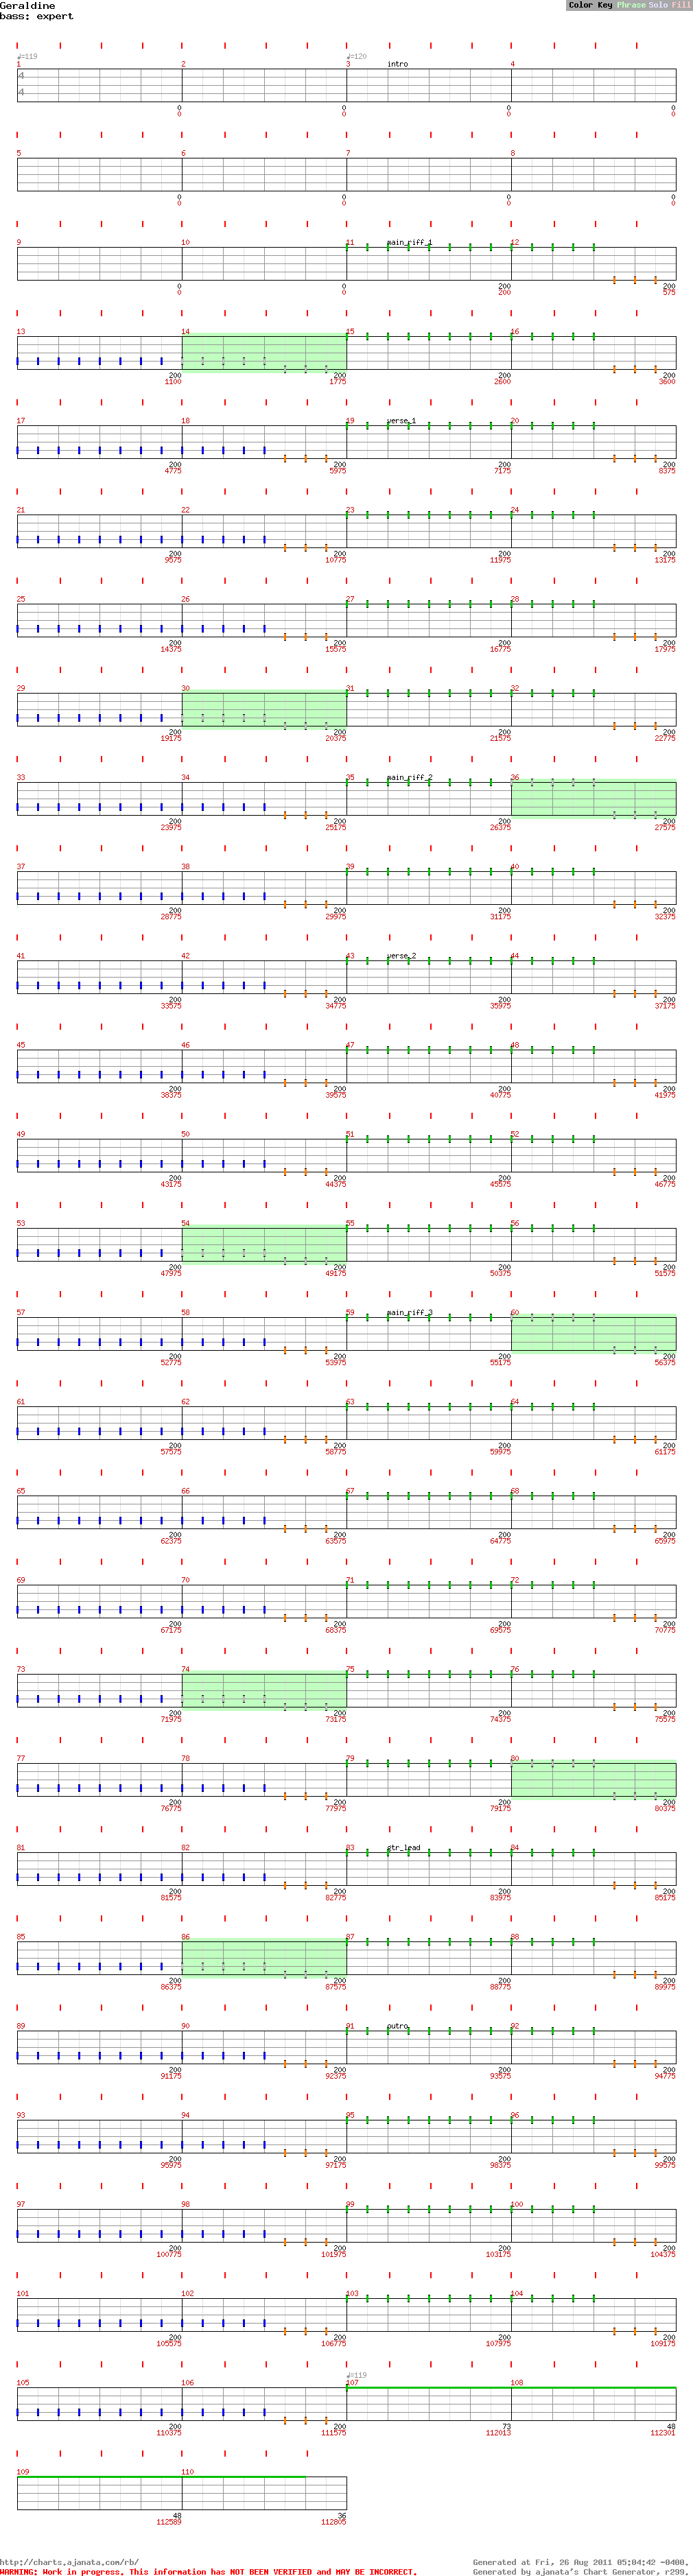 Geraldine
Color Key Phrase Solo Fill
bass: expert
♩=119 ♩=120
1 2 3 intro 4
4
4
0 0 0 0
0 0 0 0
5 6 7 8
0 0 0 0
0 0 0 0
9 10 11 main_riff_1 12
0 0 200 200
0 0 200 575
13 14 15 16
200 200 200 200
1100 1775 2600 3600
17 18 19 verse_1 20
200 200 200 200
4775 5975 7175 8375
21 22 23 24
200 200 200 200
9575 10775 11975 13175
25 26 27 28
200 200 200 200
14375 15575 16775 17975
29 30 31 32
200 200 200 200
19175 20375 21575 22775
33 34 35 main_riff_2 36
200 200 200 200
23975 25175 26375 27575
37 38 39 40
200 200 200 200
28775 29975 31175 32375
41 42 43 verse_2 44
200 200 200 200
33575 34775 35975 37175
45 46 47 48
200 200 200 200
38375 39575 40775 41975
49 50 51 52
200 200 200 200
43175 44375 45575 46775
53 54 55 56
200 200 200 200
47975 49175 50375 51575
57 58 59 main_riff_3 60
200 200 200 200
52775 53975 55175 56375
61 62 63 64
200 200 200 200
57575 58775 59975 61175
65 66 67 68
200 200 200 200
62375 63575 64775 65975
69 70 71 72
200 200 200 200
67175 68375 69575 70775
73 74 75 76
200 200 200 200
71975 73175 74375 75575
77 78 79 80
200 200 200 200
76775 77975 79175 80375
81 82 83 gtr_lead 84
200 200 200 200
81575 82775 83975 85175
85 86 87 88
200 200 200 200
86375 87575 88775 89975
89 90 91 outro 92
200 200 200 200
91175 92375 93575 94775
93 94 95 96
200 200 200 200
95975 97175 98375 99575
97 98 99 100
200 200 200 200
100775 101975 103175 104375
101 102 103 104
200 200 200 200
105575 106775 107975 109175
♩=119
105 106 107 108
200 200 73 48
110375 111575 112013 112301
109 110
48 36
112589 112805
http://charts.ajanata.com/rb/
Generated at Fri, 26 Aug 2011 05:04:42 -0400.
WARNING: Work in progress. This information has NOT BEEN VERIFIED and MAY BE INCORRECT.
Generated by ajanata's Chart Generator, r299.